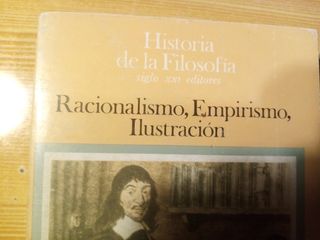 Historia
de la Filosofía
siglo xxi editores
Racionalismo, Empirismo,
Ilustración